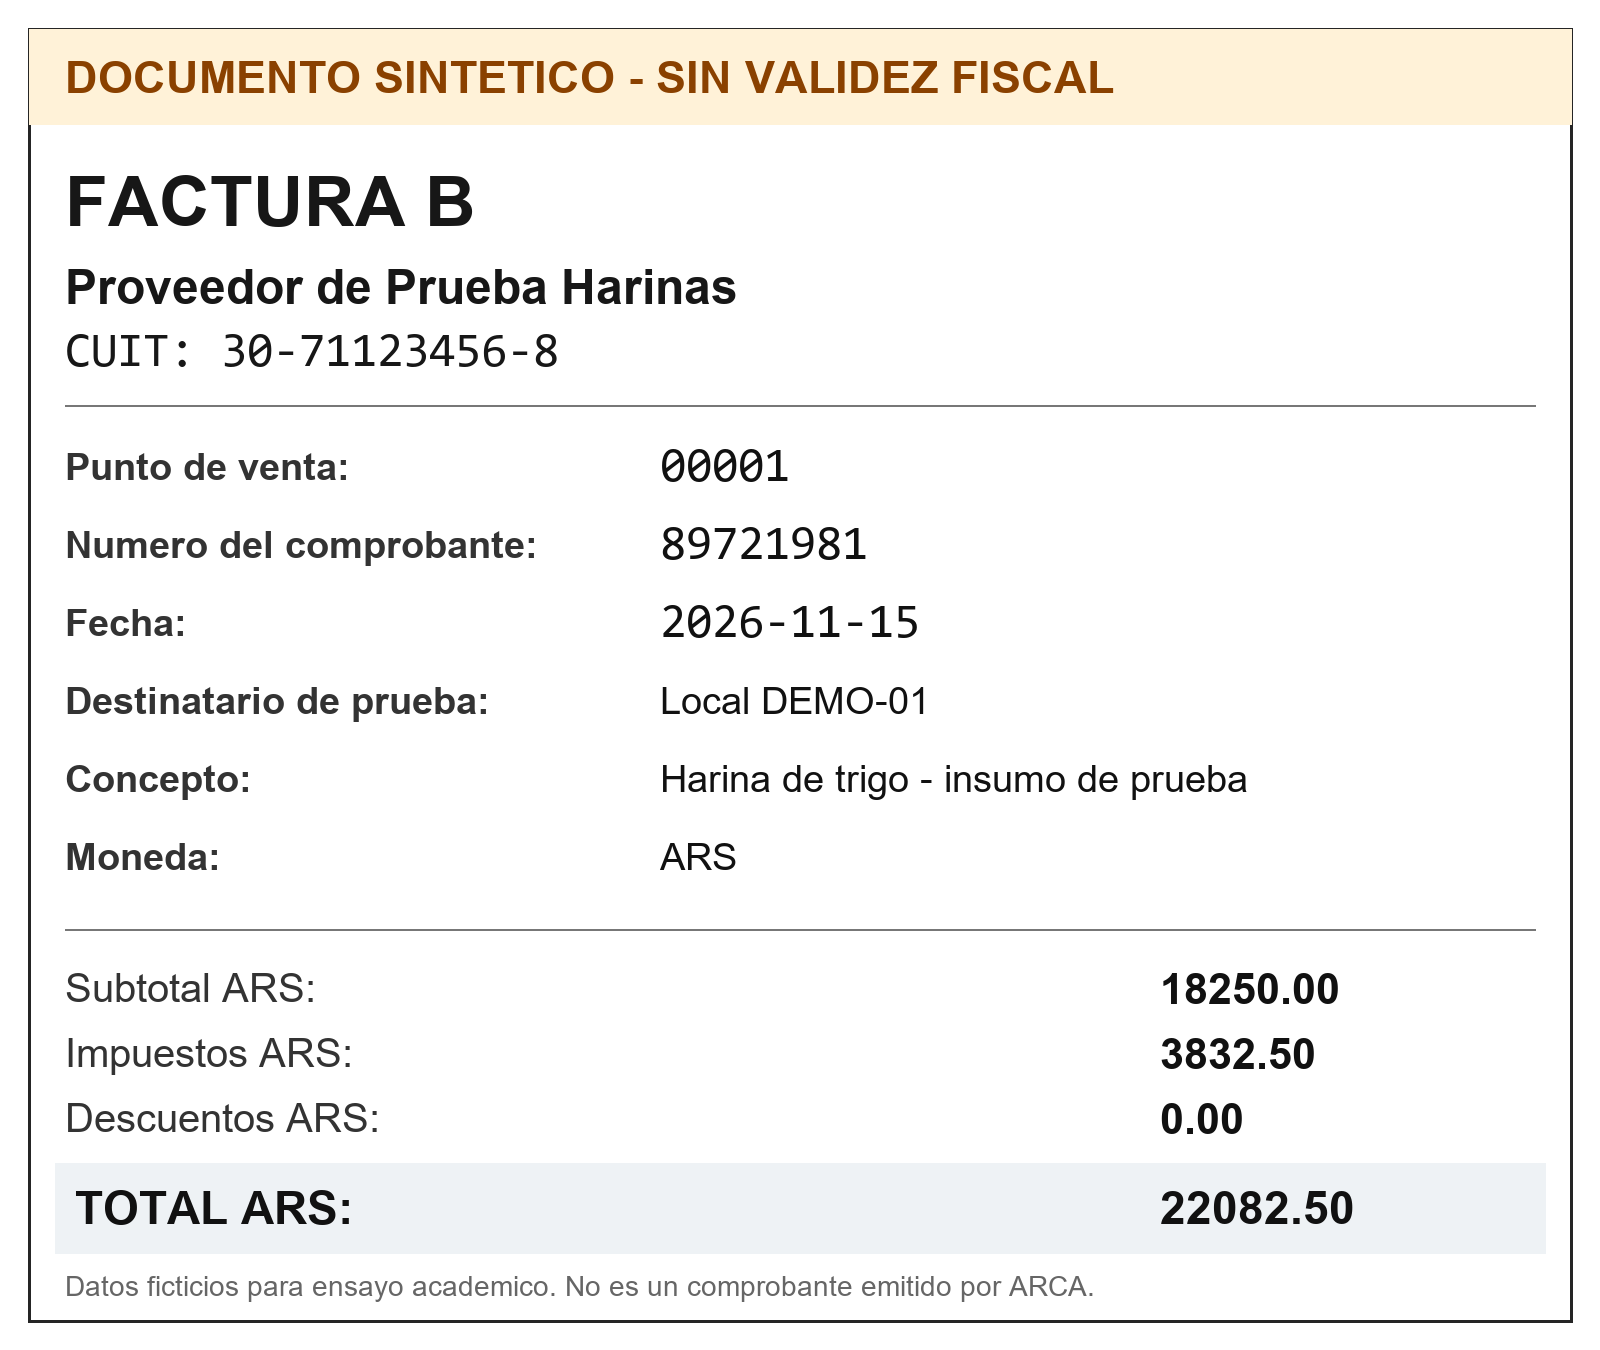 DOCUMENTO SINTETICO - SIN VALIDEZ FISCAL
FACTURA B
Proveedor de Prueba Harinas
CUIT: 30-71123456-8
Punto de venta: 00001
Numero del comprobante: 89721981
Fecha: 2026-11-15
Destinatario de prueba: Local DEMO-01
Concepto: Harina de trigo - insumo de prueba
Moneda: ARS
Subtotal ARS: 18250.00
Impuestos ARS: 3832.50
Descuentos ARS: 0.00
TOTAL ARS: 22082.50
Datos ficticios para ensayo academico. No es un comprobante emitido por ARCA.